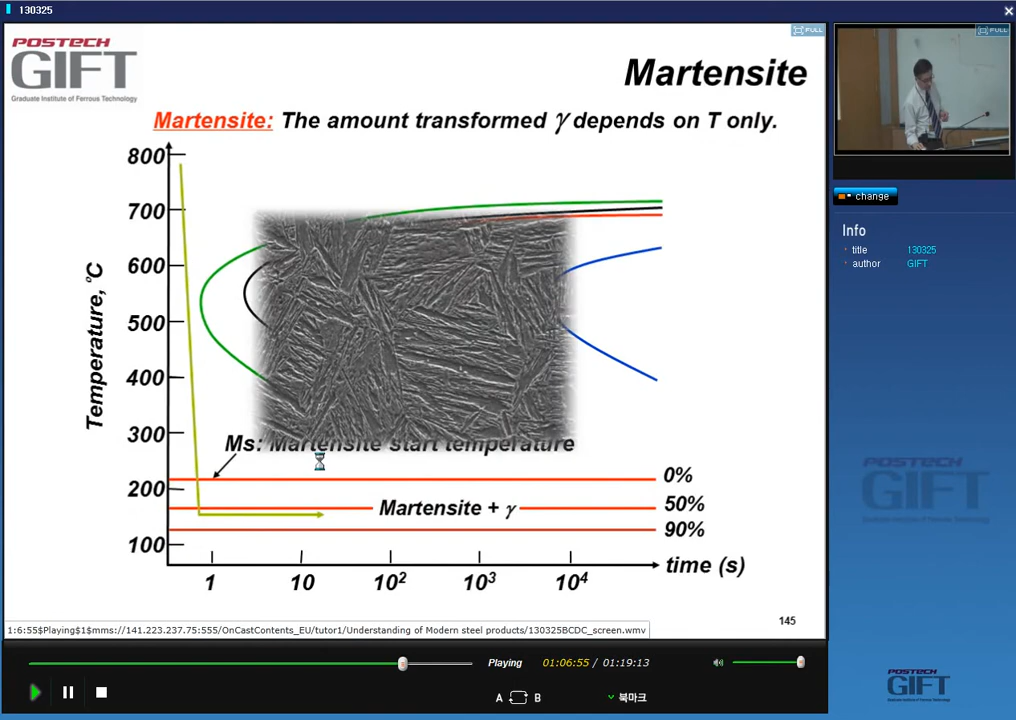 130325
POSTECH
GIFT
Graduate Institute of Ferrous Technology
Martensite
Martensite: The amount transformed γ depends on T only.
FULL
FULL
change
Info
title 130325
author GIFT
800
700
600
500
400
300
200
100
Temperature, °C
Ms: Martensite start temperature
0%
Martensite + γ
50%
90%
time (s)
1 10 10² 10³ 10⁴
145
1:6:55$Playing$1$mms://141.223.237.75:555/OnCastContents_EU/tutor1/Understanding of Modern steel products/130325BCDC_screen.wmv
Playing 01:06:55 / 01:19:13
A B 북마크
POSTECH
GIFT
POSTECH
GIFT